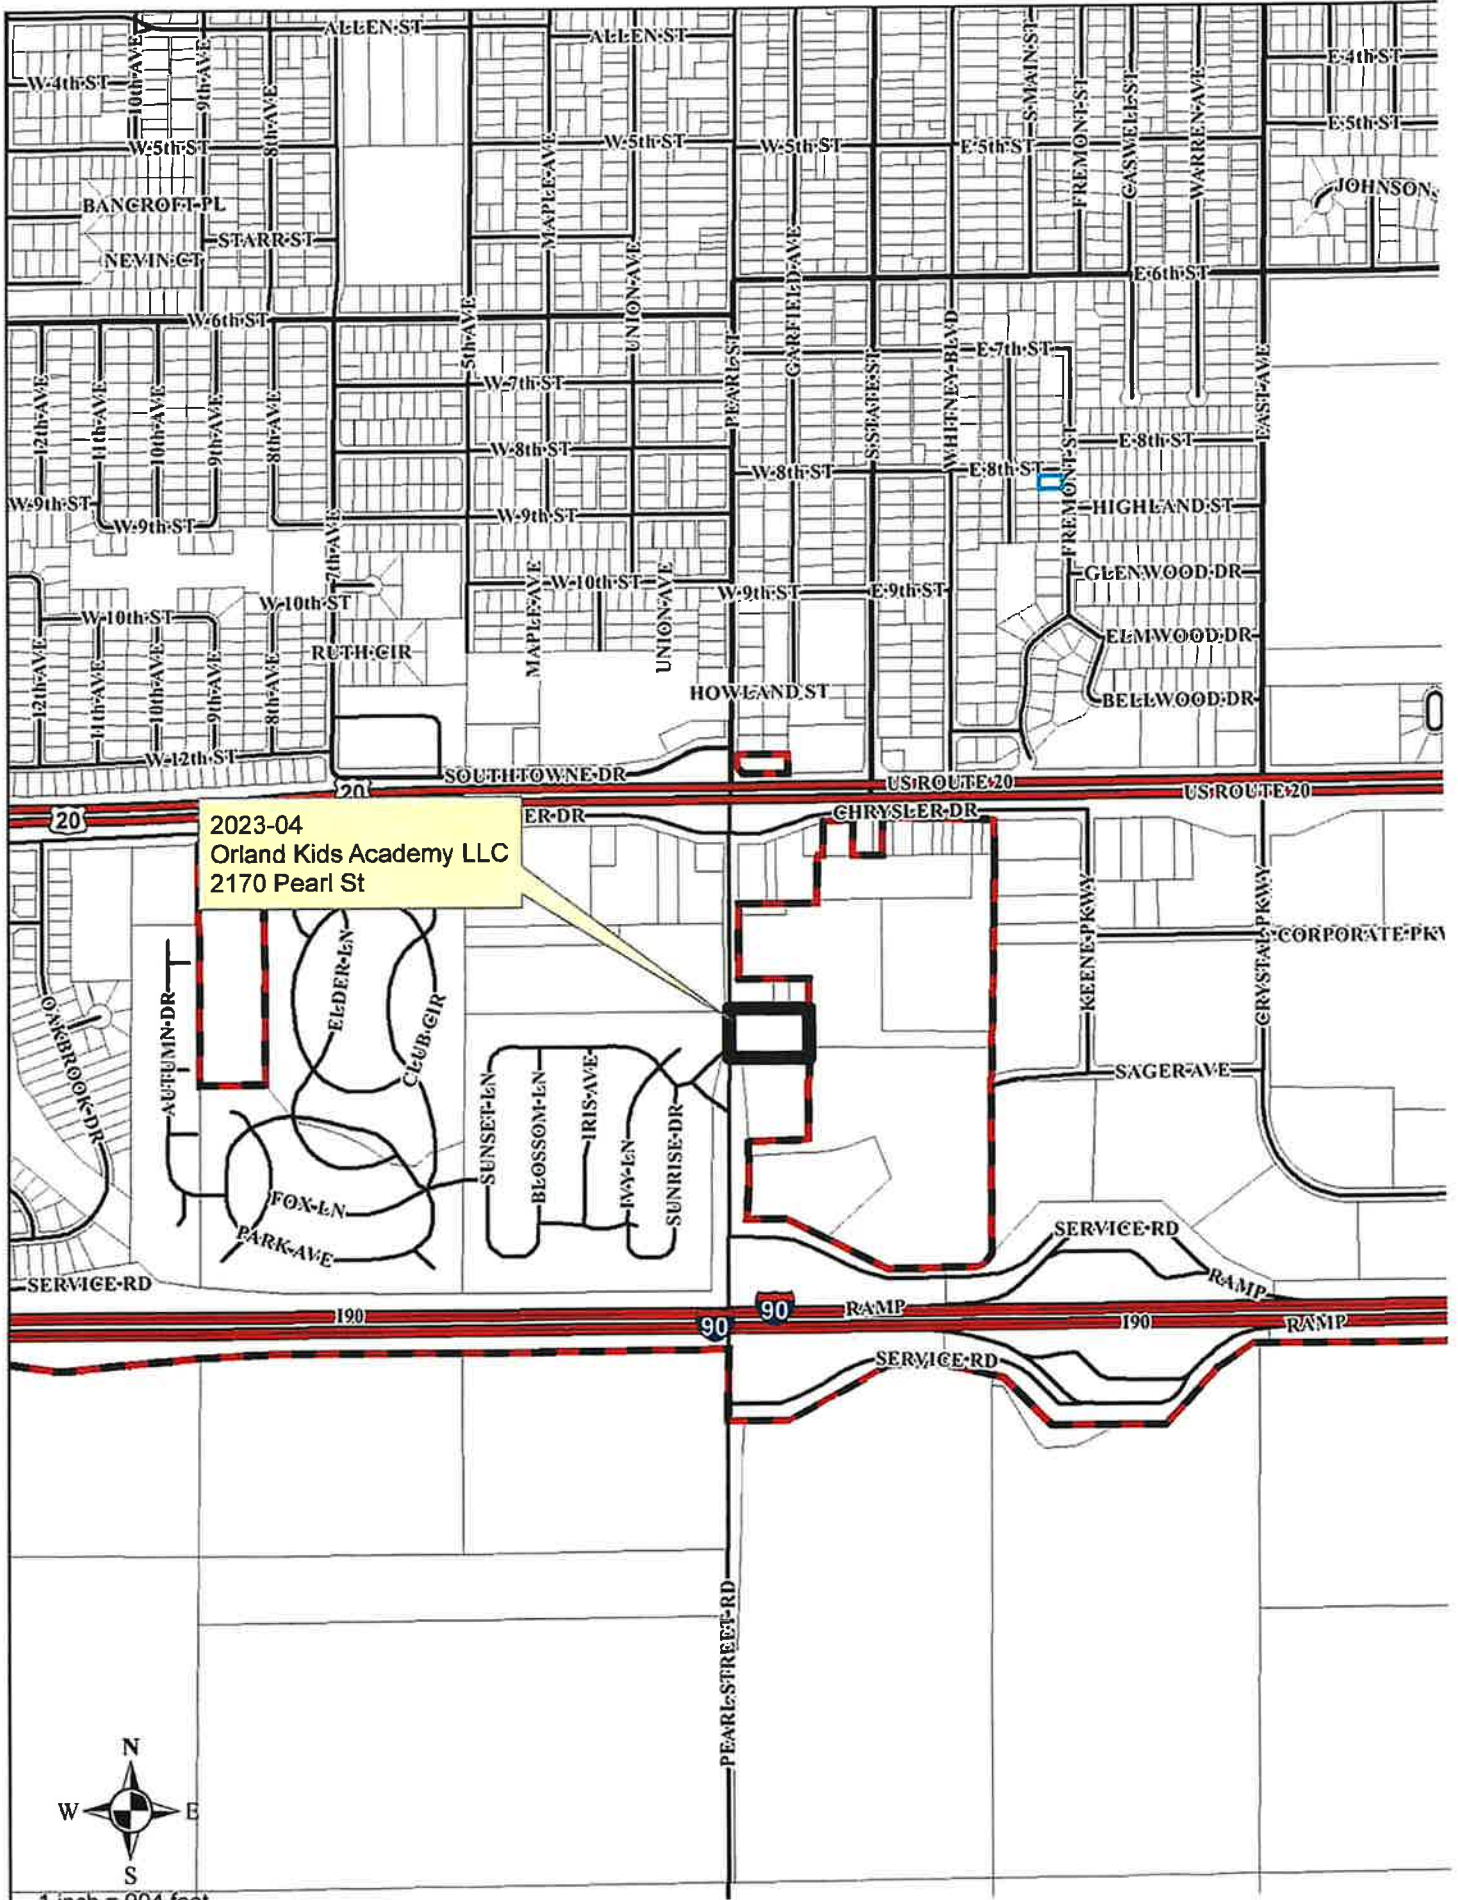 ALLEN ST
ALLEN ST
W 4th ST
10th AVE
9th AVE
8th AVE
S MAIN ST
E 4th ST
E 5th ST
W 5th ST
W 5th ST
W 5th ST
E 5th ST
MAPLE AVE
FREMONT ST
CASWELL ST
WARREN AVE
JOHNSON
BANCROFT PL
STARR ST
NEVIN CT
UNION AVE
GARFIELD AVE
E 6th ST
W 6th ST
5th AVE
PEARL ST
S STATE ST
WHITNEY BLVD
E 7th ST
EAST AVE
W 7th ST
12th AVE
11th AVE
10th AVE
9th AVE
8th AVE
W 8th ST
W 8th ST
E 8th ST
E 8th ST
FREMONT ST
W 9th ST
W 9th ST
W 9th ST
HIGHLAND ST
7th AVE
W 10th ST
W 10th ST
W 10th ST
MAPLE AVE
UNION AVE
W 9th ST
E 9th ST
GLENWOOD DR
ELMWOOD DR
RUTH CIR
12th AVE
11th AVE
10th AVE
9th AVE
8th AVE
HOWLAND ST
BELLWOOD DR
W 12th ST
SOUTHTOWNE DR
US ROUTE 20
US ROUTE 20
20
20
ER DR
CHRYSLER DR
2023-04
Orland Kids Academy LLC
2170 Pearl St
KEENE PKWY
CRYSTAL PKWY
CORPORATE PKW
OAKBROOK DR
AUTUMN DR
ELDER LN
CLUB CIR
SAGER AVE
SUNSET LN
BLOSSOM LN
IRIS AVE
IVY LN
SUNRISE DR
FOX LN
PARK AVE
SERVICE RD
SERVICE RD
RAMP
I90
90
90
RAMP
I90
RAMP
SERVICE RD
PEARL STREET RD
N
W E
S